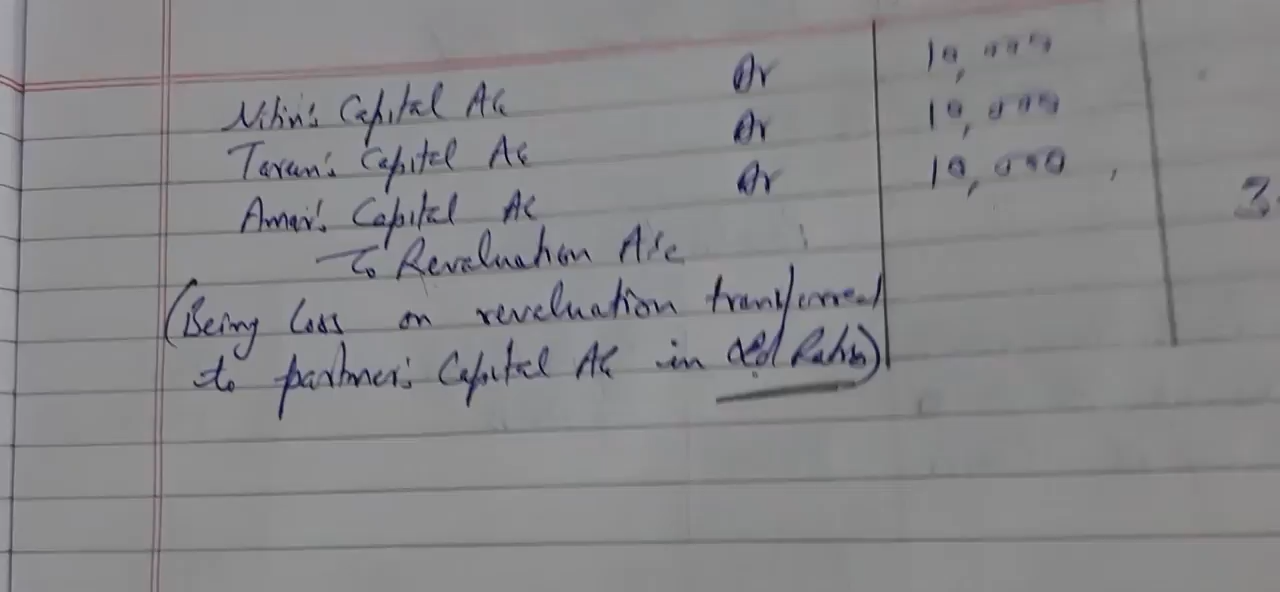 Nitin's Capital A/c Dr 10,000
Tarun's Capital A/c Dr 10,000
Amar's Capital A/c Dr 10,000
To Revaluation A/c 3
(Being loss on revaluation transferred
to partner's Capital A/c in old Ratio)